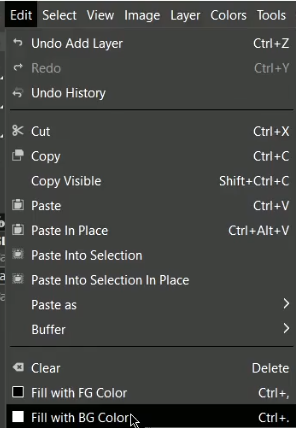 Edit Select View Image Layer Colors Tools
Undo Add Layer Ctrl+Z
Redo Ctrl+Y
Undo History
Cut Ctrl+X
Copy Ctrl+C
Copy Visible Shift+Ctrl+C
Paste Ctrl+V
Paste In Place Ctrl+Alt+V
Paste Into Selection
Paste Into Selection In Place
Paste as
Buffer
Clear Delete
Fill with FG Color Ctrl+,
Fill with BG Color Ctrl+.